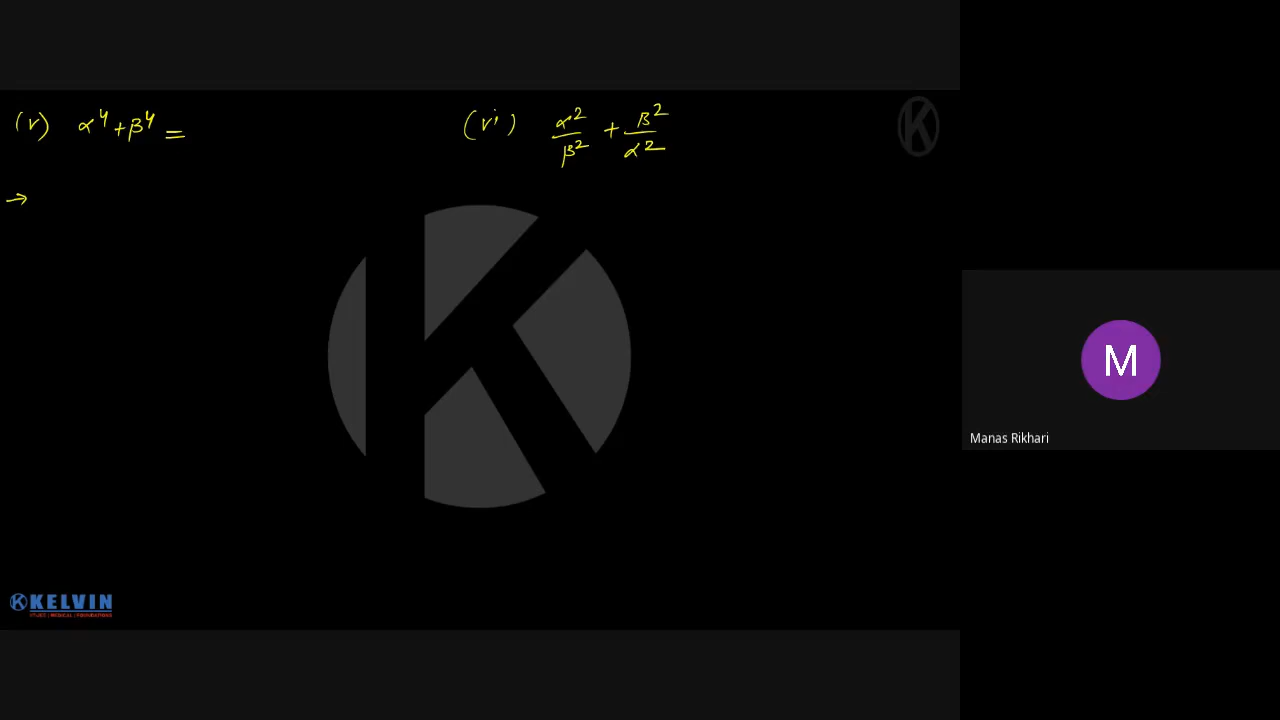 (v) α⁴+β⁴ =
(vi) α²/β² + β²/α²
→
M
Manas Rikhari
KELVIN